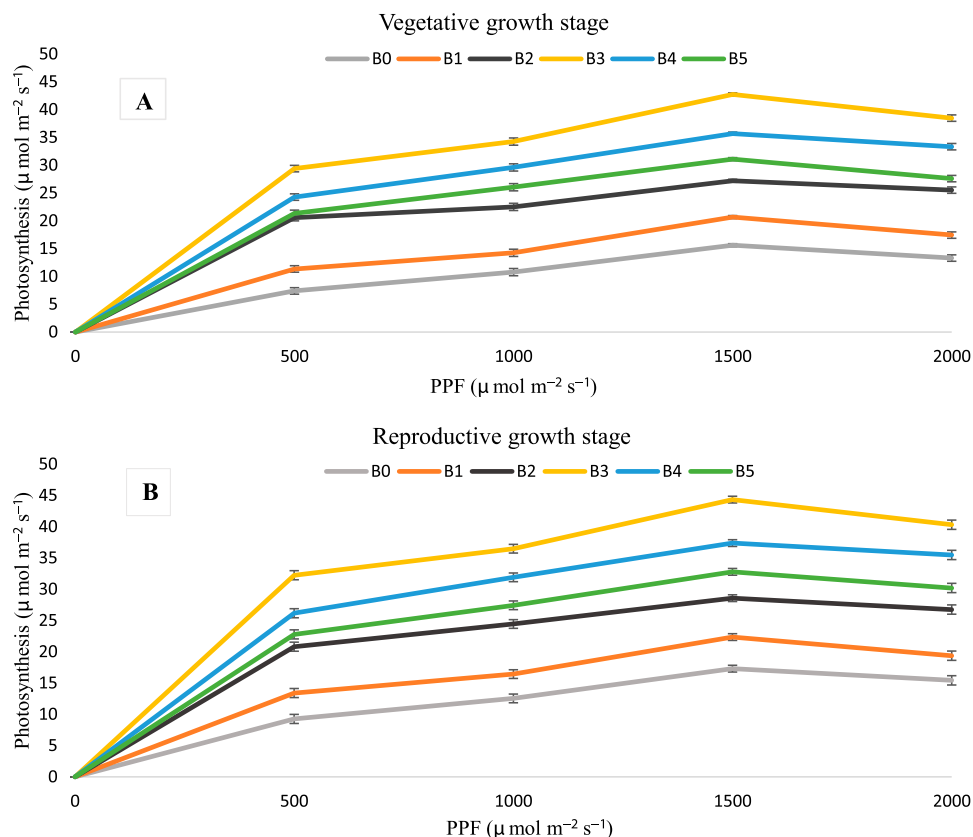 Vegetative growth stage
B0 B1 B2 B3 B4 B5
A
Photosynthesis (µ mol m⁻² s⁻¹)
50
45
40
35
30
25
20
15
10
5
0
0 500 1000 1500 2000
PPF (µ mol m⁻² s⁻¹)
Reproductive growth stage
B0 B1 B2 B3 B4 B5
B
Photosynthesis (µ mol m⁻² s⁻¹)
50
45
40
35
30
25
20
15
10
5
0
0 500 1000 1500 2000
PPF (µ mol m⁻² s⁻¹)